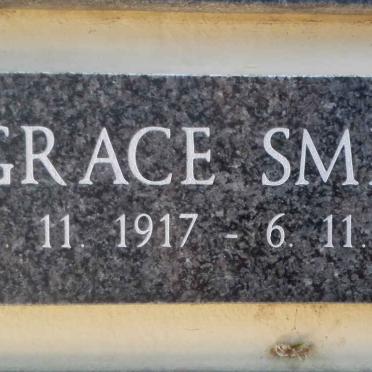 GRACE SM
. 11. 1917 - 6. 11.